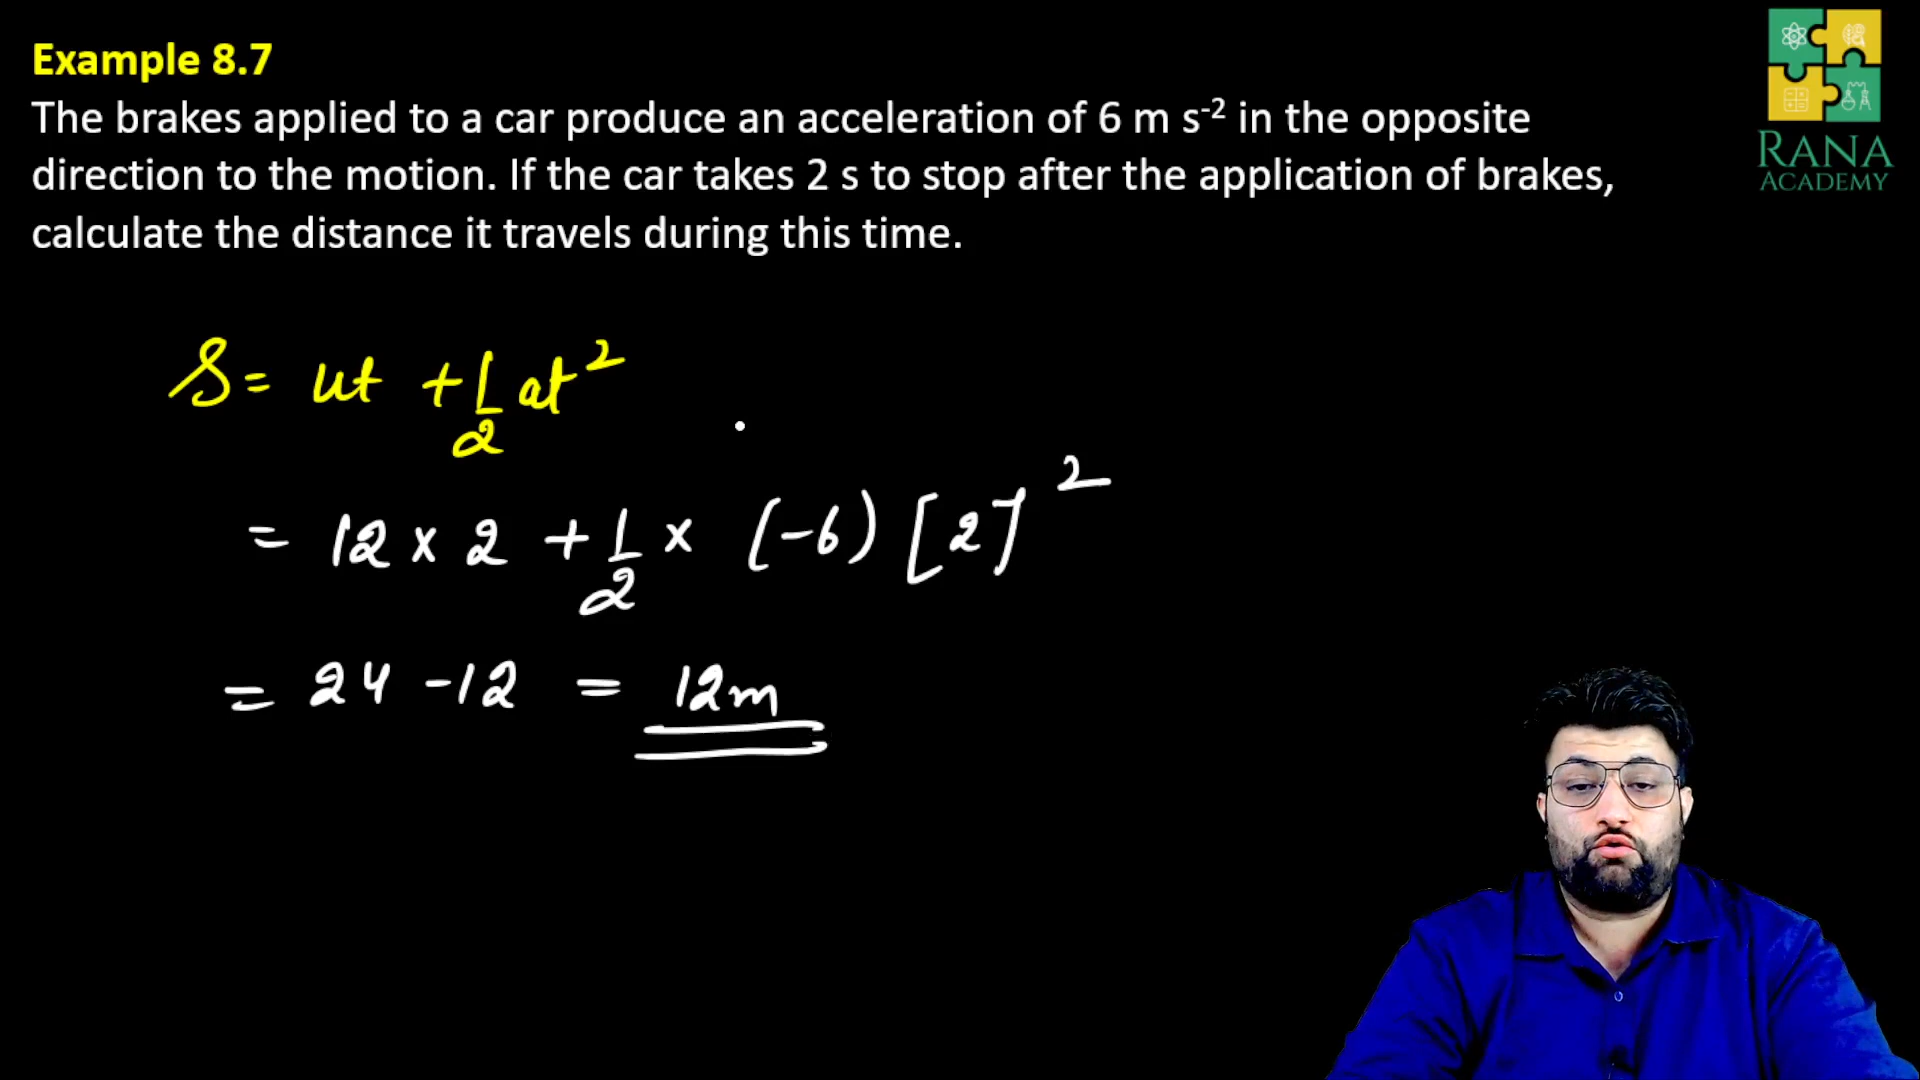 Example 8.7
The brakes applied to a car produce an acceleration of 6 m s⁻² in the opposite
direction to the motion. If the car takes 2 s to stop after the application of brakes,
calculate the distance it travels during this time.
RANA
ACADEMY
S = ut + 1/2 at²
= 12 × 2 + 1/2 × (-6) [2]²
= 24 - 12 = 12m